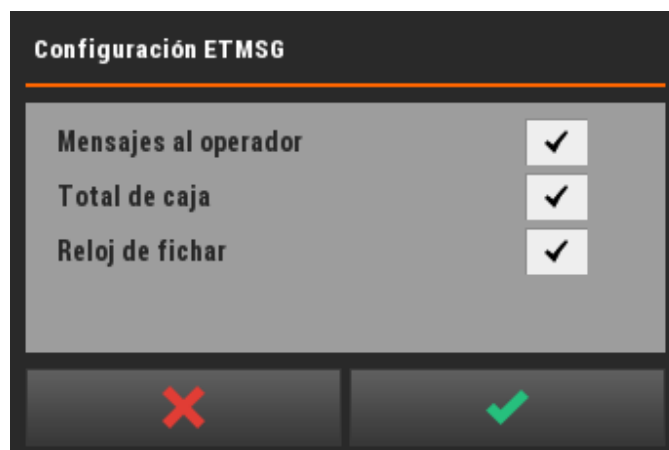 Configuración ETMSG
Mensajes al operador
Total de caja
Reloj de fichar